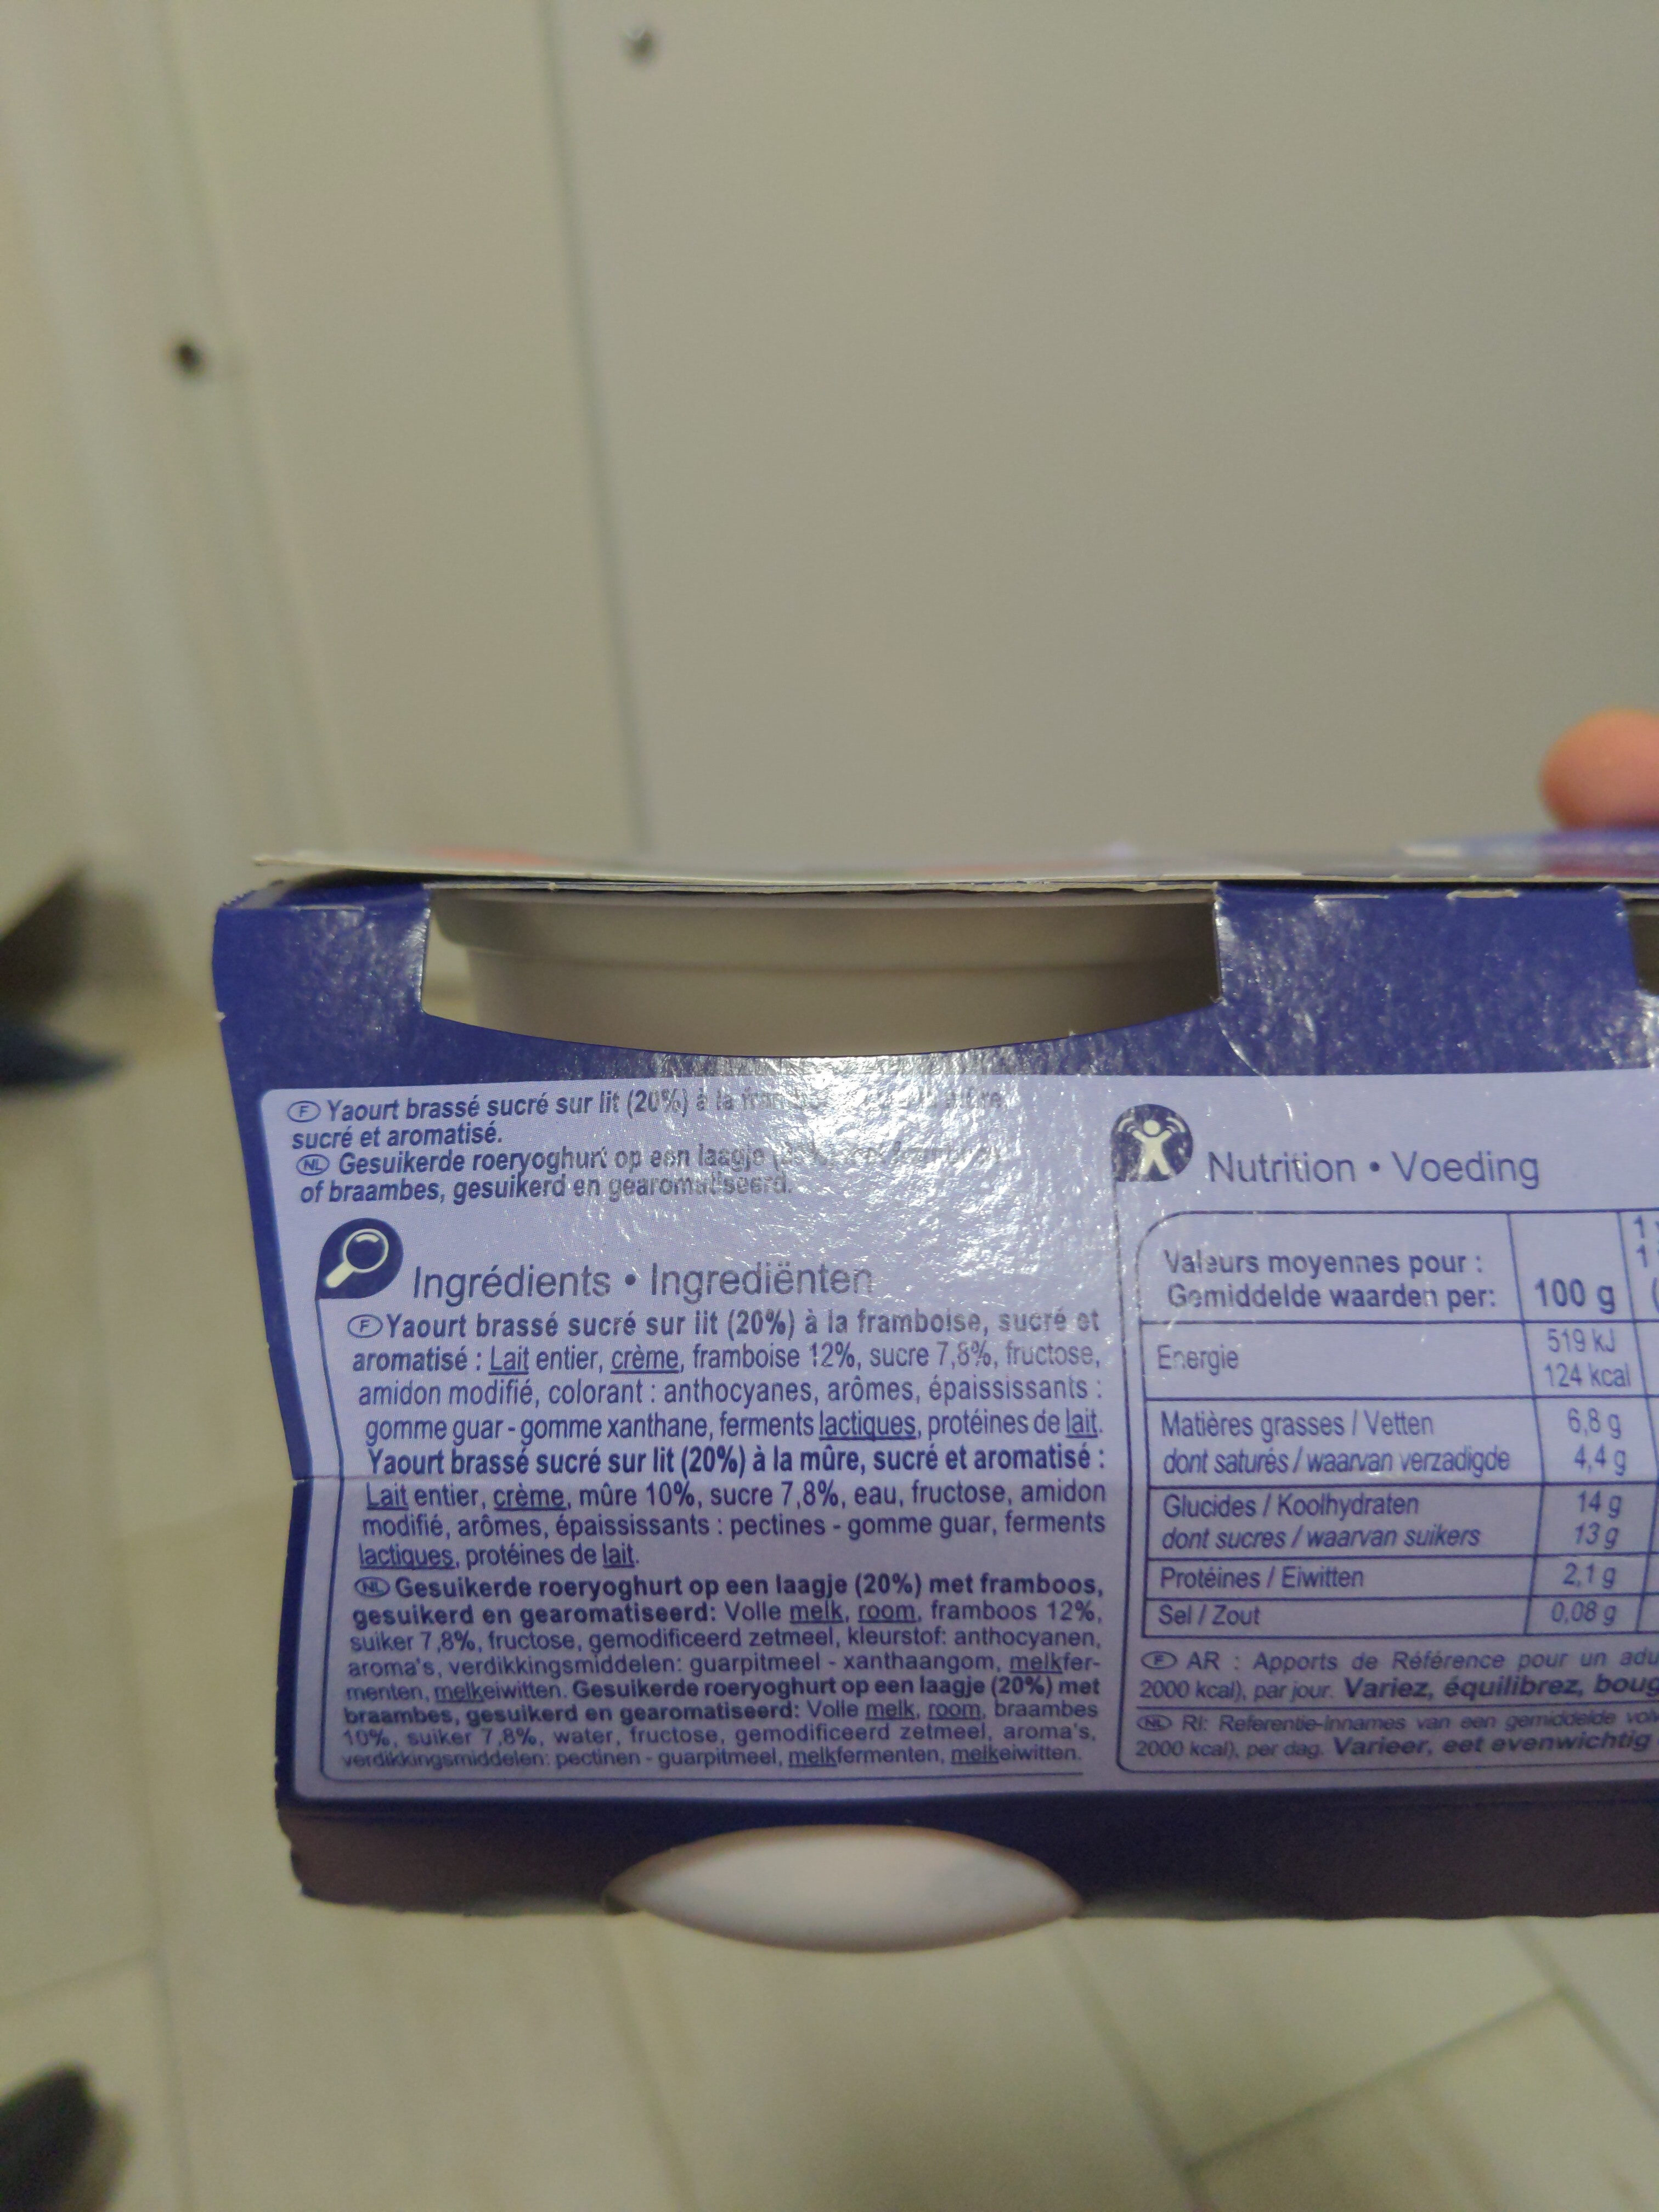 F Yaourt brassé sucré sur lit (20%) à la
sucré et aromatisé.
NL Gesuikerde roeryoghurt op een laagje
of braambes, gesuikerd en gearomatiseerd.
Ingrédients • Ingrediënten
F Yaourt brassé sucré sur lit (20%) à la framboise, sucré et
aromatisé : Lait entier, crème, framboise 12%, sucre 7,8%, fructose,
amidon modifié, colorant : anthocyanes, arômes, épaississants :
gomme guar - gomme xanthane, ferments lactiques, protéines de lait.
Yaourt brassé sucré sur lit (20%) à la mûre, sucré et aromatisé :
Lait entier, crème, mûre 10%, sucre 7,8%, eau, fructose, amidon
modifié, arômes, épaississants : pectines - gomme guar, ferments
lactiques, protéines de lait.
NL Gesuikerde roeryoghurt op een laagje (20%) met framboos,
gesuikerd en gearomatiseerd: Volle melk, room, framboos 12%,
suiker 7,8%, fructose, gemodificeerd zetmeel, kleurstof: anthocyanen,
aroma's, verdikkingsmiddelen: guarpitmeel - xanthaangom, melkfer-
menten, melkeiwitten. Gesuikerde roeryoghurt op een laagje (20%) met
braambes, gesuikerd en gearomatiseerd: Volle melk, room, braambes
10%, suiker 7,8%, water, fructose, gemodificeerd zetmeel, aroma's,
verdikkingsmiddelen: pectinen - guarpitmeel, melkfermenten, melkeiwitten.
Nutrition • Voeding
Valeurs moyennes pour :
Gemiddelde waarden per: 100 g
Energie 519 kJ
124 kcal
Matières grasses / Vetten 6,8 g
dont saturés / waarvan verzadigde 4,4 g
Glucides / Koolhydraten 14 g
dont sucres / waarvan suikers 13 g
Protéines / Eiwitten 2,1 g
Sel / Zout 0,08 g
F AR : Apports de Référence pour un adu
2000 kcal), par jour. Variez, équilibrez, boug
NL RI: Referentie-innames van een gemiddelde vol
2000 kcal), per dag. Varieer, eet evenwichtig